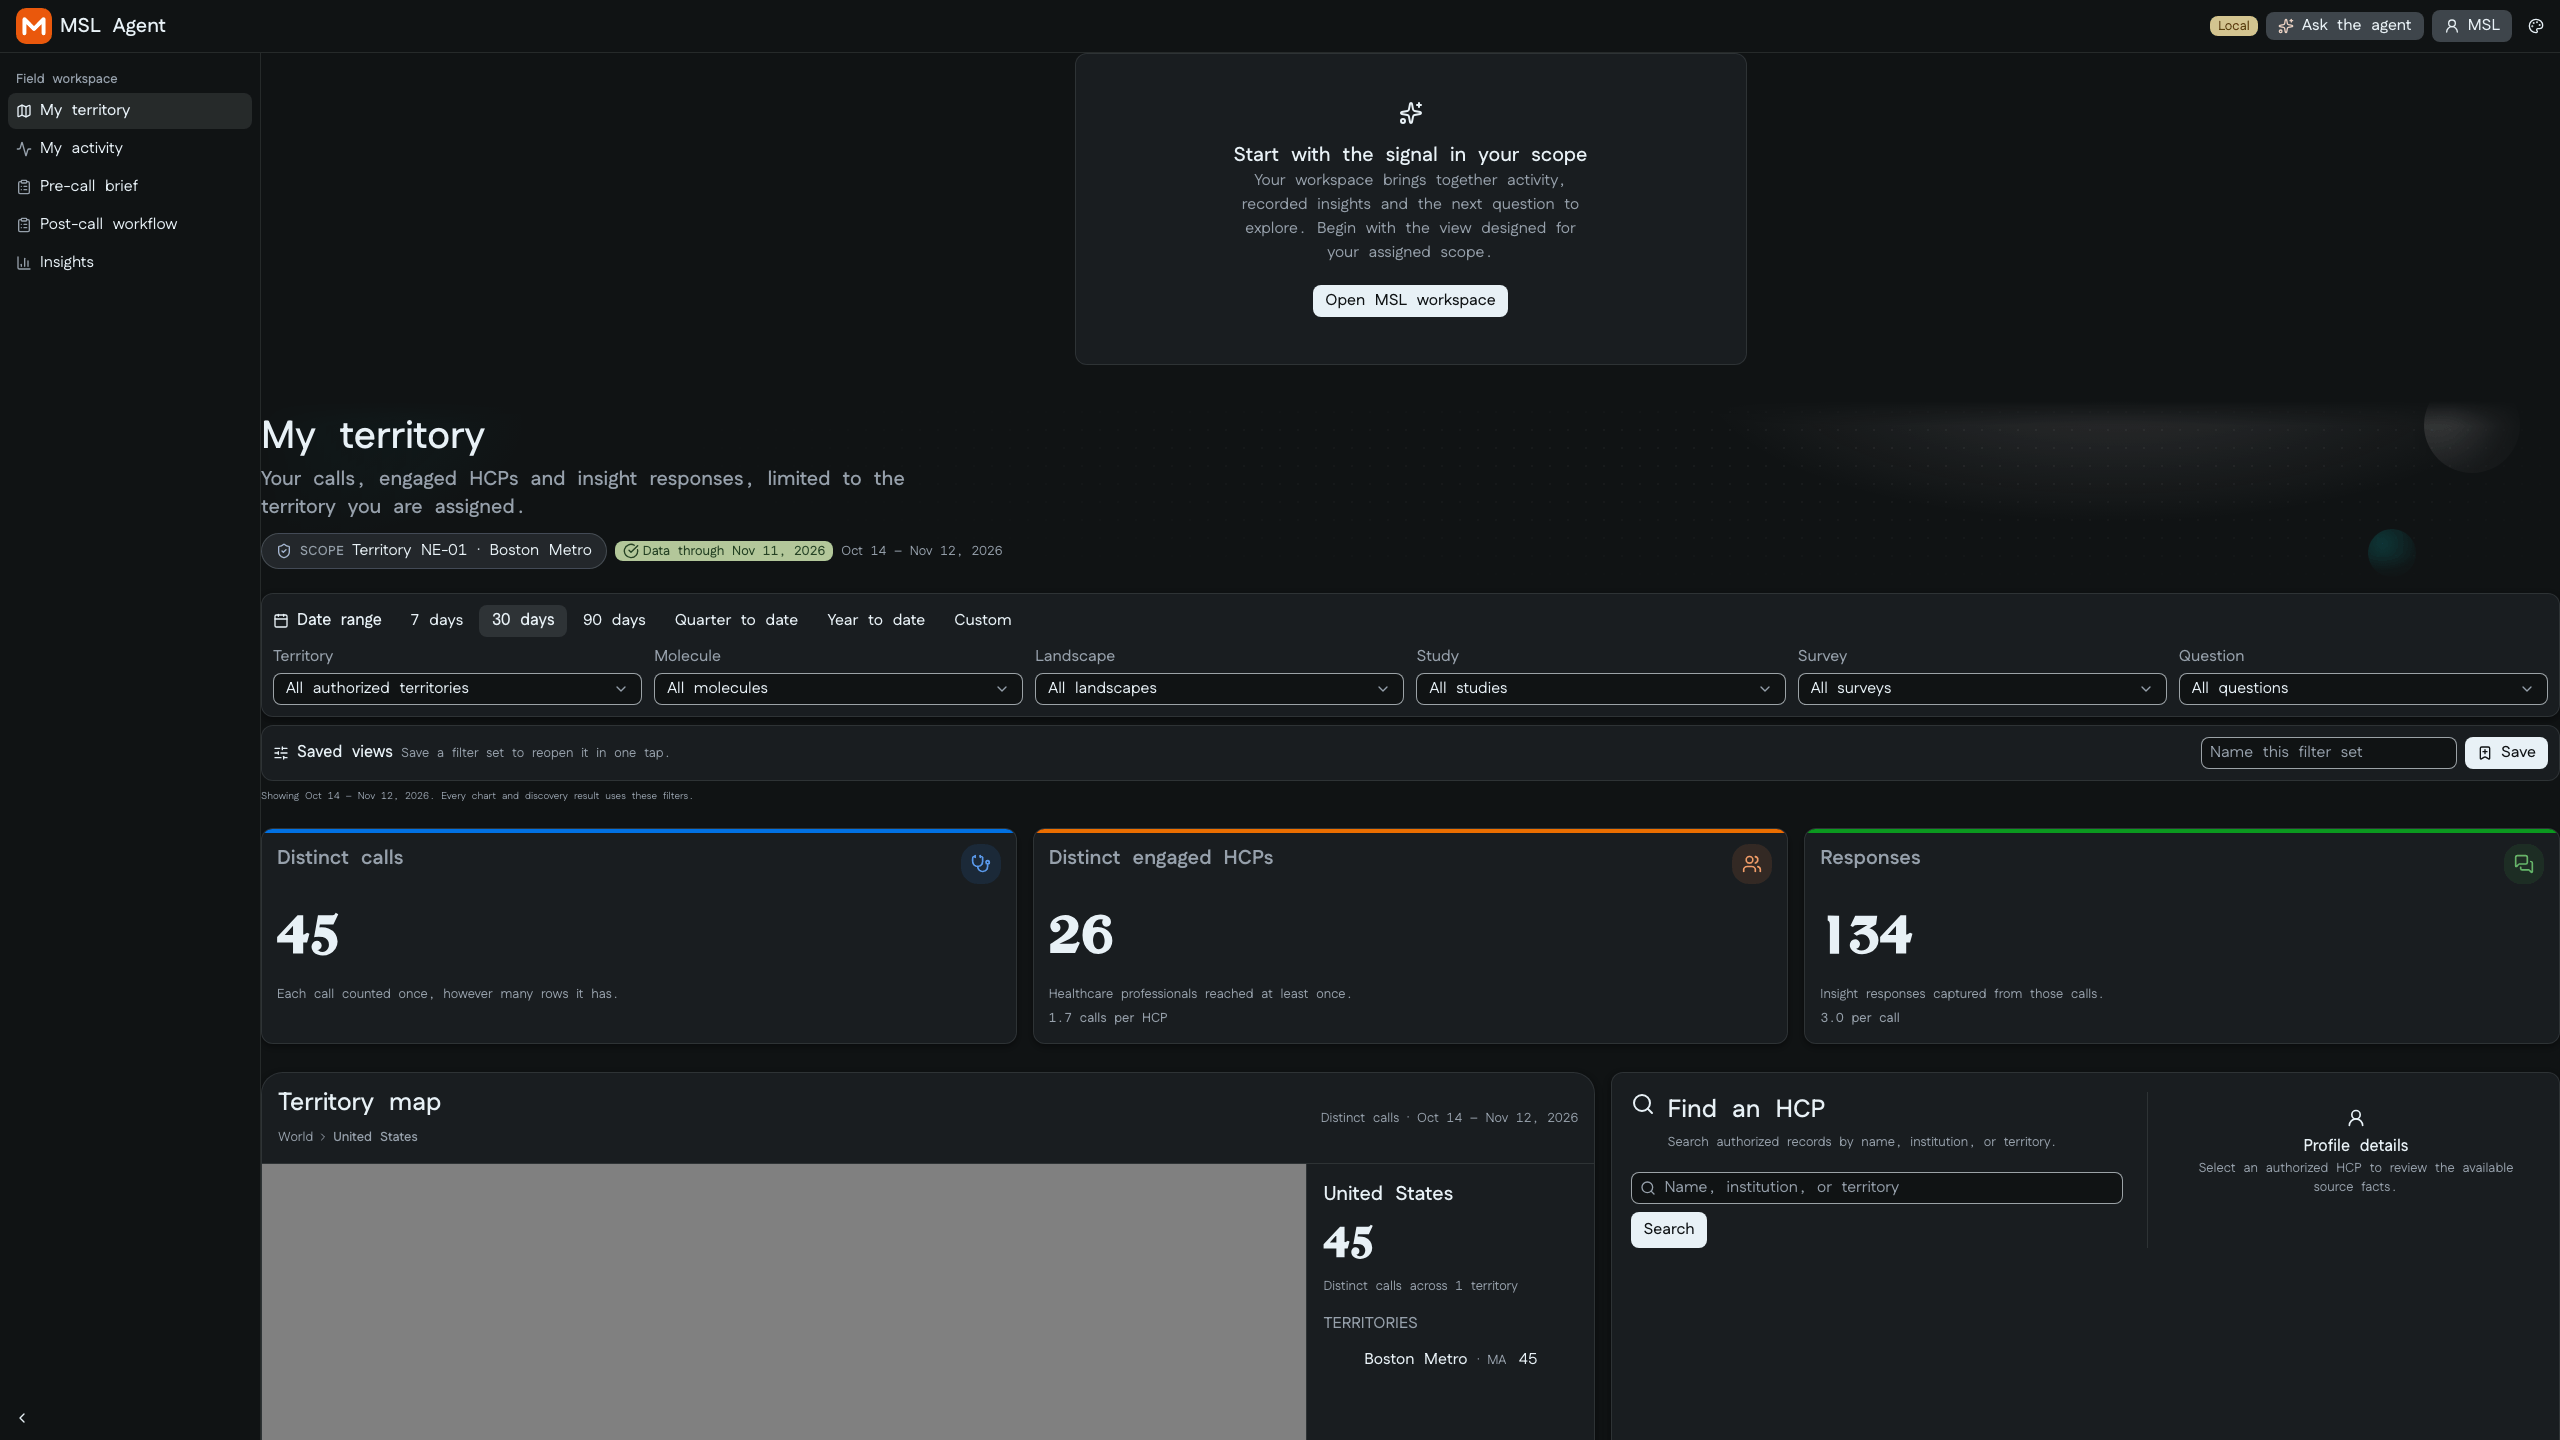 MSL Agent
Local
Ask the agent
MSL
Field workspace
My territory
My activity
Pre-call brief
Post-call workflow
Insights
Start with the signal in your scope
Your workspace brings together activity,
recorded insights and the next question to
explore. Begin with the view designed for
your assigned scope.
Open MSL workspace
My territory
Your calls, engaged HCPs and insight responses, limited to the
territory you are assigned.
SCOPE Territory NE-01 · Boston Metro
Data through Nov 11, 2026
Oct 14 – Nov 12, 2026
Date range
7 days
30 days
90 days
Quarter to date
Year to date
Custom
Territory
Molecule
Landscape
Study
Survey
Question
All authorized territories
All molecules
All landscapes
All studies
All surveys
All questions
Saved views
Save a filter set to reopen it in one tap.
Name this filter set
Save
Showing Oct 14 – Nov 12, 2026. Every chart and discovery result uses these filters.
Distinct calls
45
Each call counted once, however many rows it has.
Distinct engaged HCPs
26
Healthcare professionals reached at least once.
1.7 calls per HCP
Responses
134
Insight responses captured from those calls.
3.0 per call
Territory map
World > United States
Distinct calls · Oct 14 – Nov 12, 2026
United States
45
Distinct calls across 1 territory
TERRITORIES
Boston Metro · MA 45
Find an HCP
Search authorized records by name, institution, or territory.
Name, institution, or territory
Search
Profile details
Select an authorized HCP to review the available
source facts.